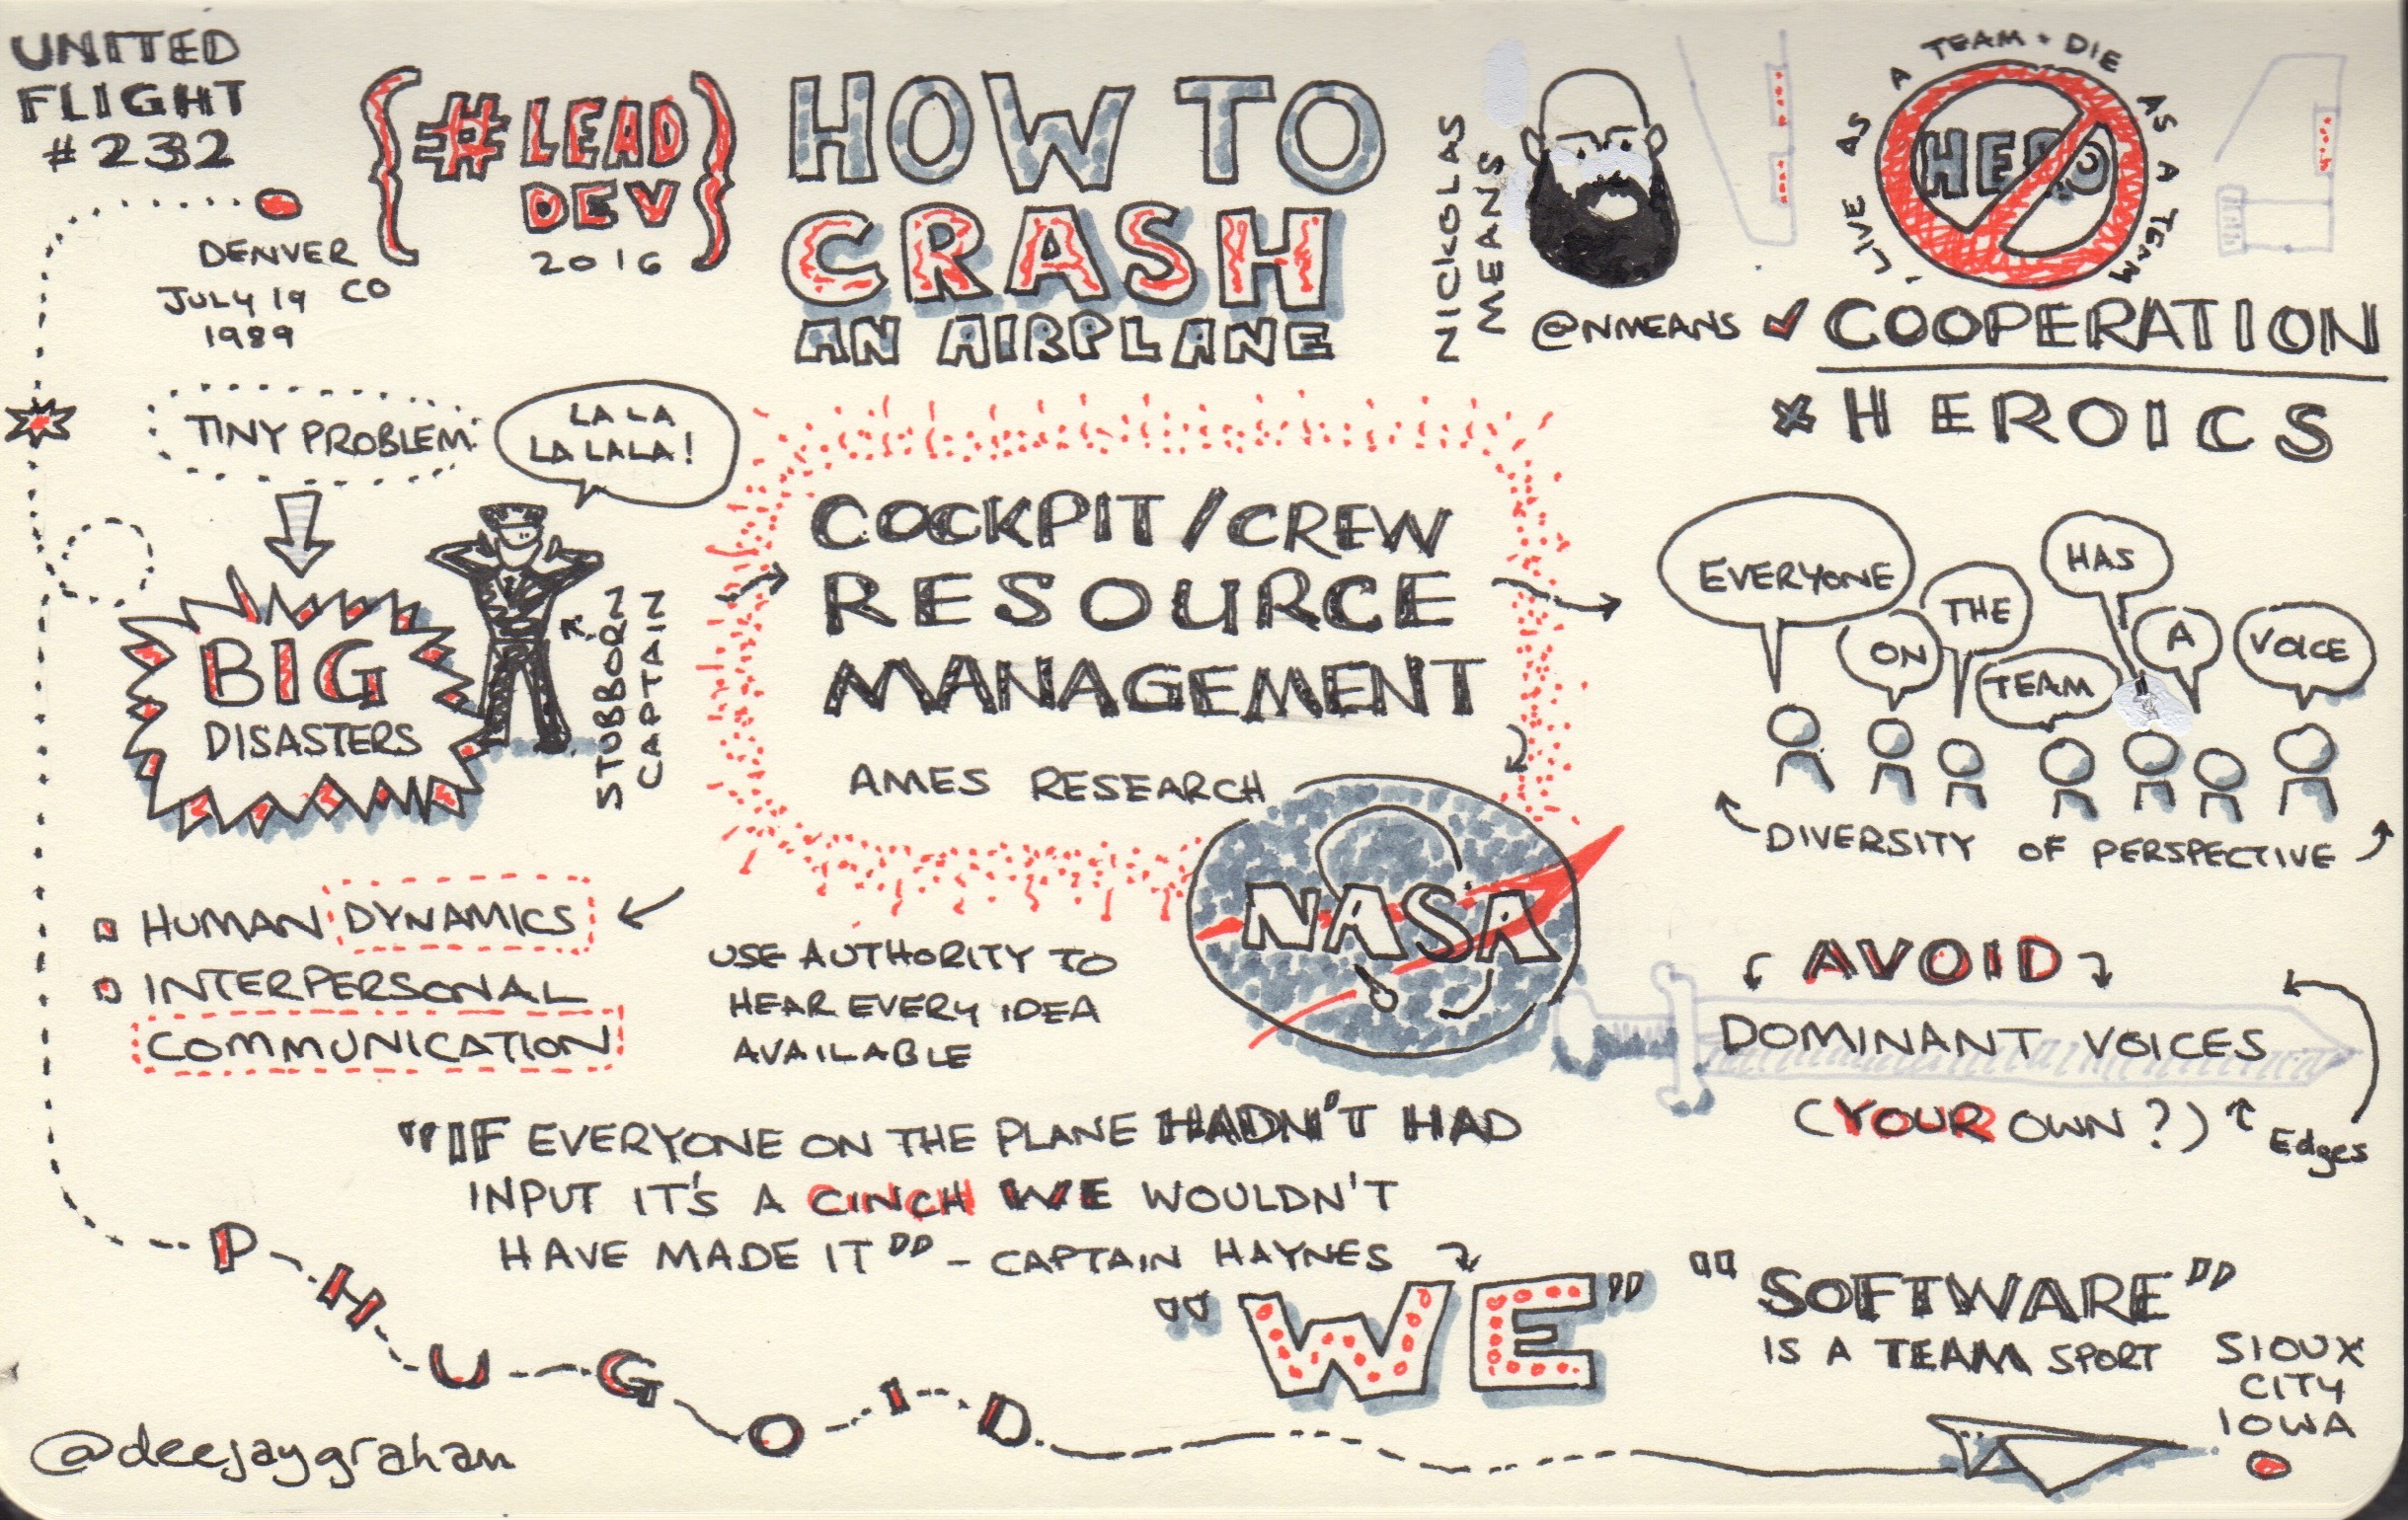 UNITED
FLIGHT
#232
DENVER
CO
JULY 19
1989
{#LEAD
DEV}
2016
HOW TO
CRASH
AN AIRPLANE
NICKOLAS
MEANS
@NMEANS
LIVE AS A TEAM • DIE AS A TEAM
HERO
COOPERATION
HEROICS
TINY PROBLEM
LA LA
LA LALA!
BIG
DISASTERS
STUBBORN
CAPTAIN
COCKPIT/CREW
RESOURCE
MANAGEMENT
AMES RESEARCH
NASA
EVERYONE
ON
THE
TEAM
HAS
A
VOICE
DIVERSITY OF PERSPECTIVE
HUMAN DYNAMICS
INTERPERSONAL
COMMUNICATION
USE AUTHORITY TO
HEAR EVERY IDEA
AVAILABLE
AVOID
DOMINANT VOICES
(YOUR OWN?)
Edges
"IF EVERYONE ON THE PLANE HADN'T HAD
INPUT IT'S A CINCH WE WOULDN'T
HAVE MADE IT" - CAPTAIN HAYNES
"WE"
"SOFTWARE"
IS A TEAM SPORT
SIOUX
CITY
IOWA
PHUGOID
@deejaygraham